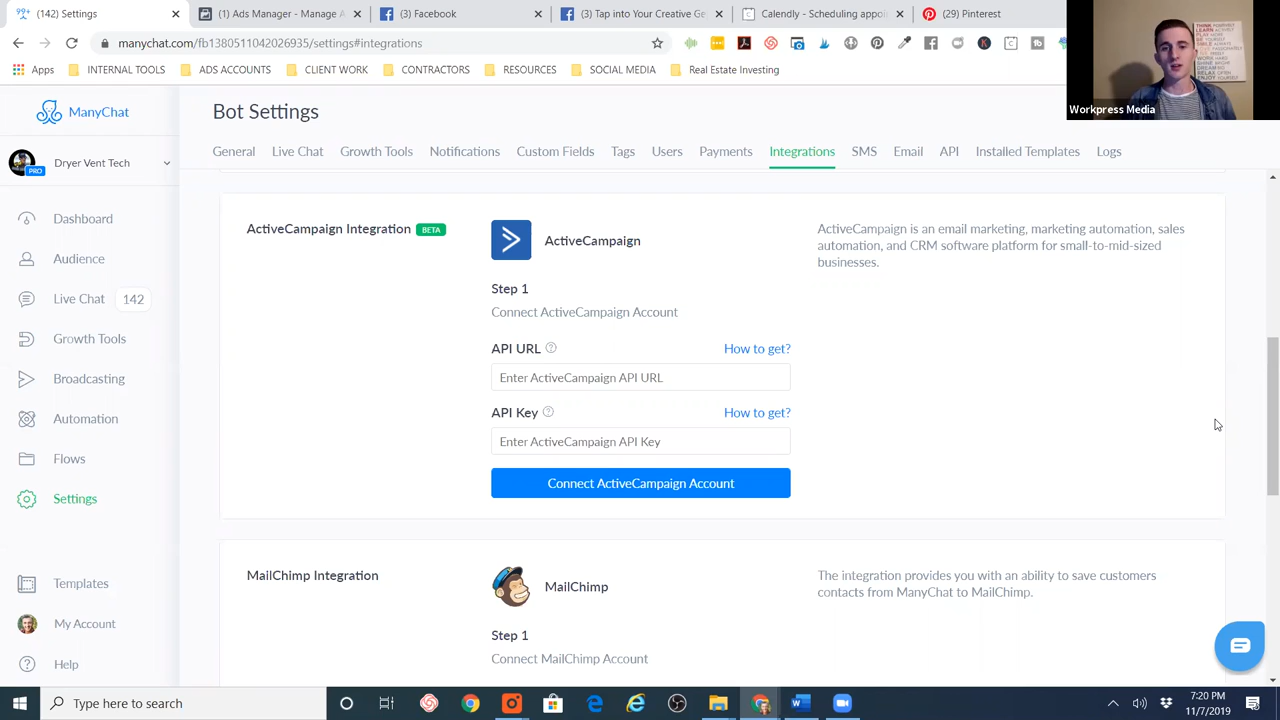 99+ (142) Settings
(1) Ads Manager - Manage A
(3) Facebook
(3) Tap into Your Creative Ge
Calendly - Scheduling appoi
(29) Pinterest
manychat.com/fb1380511042026935/settings#integrations
Apps
ADS ACCOUNTS
SOCIAL MEDIA
Real Estate Investing
THINK POSITIVELY
Workpress Media
ManyChat
Dryer Vent Tech
PRO
Dashboard
Audience
Live Chat 142
Growth Tools
Broadcasting
Automation
Flows
Settings
Templates
My Account
Help
Bot Settings
General Live Chat Growth Tools Notifications Custom Fields Tags Users Payments Integrations SMS Email API Installed Templates Logs
ActiveCampaign Integration BETA
ActiveCampaign
Step 1
Connect ActiveCampaign Account
API URL ? How to get?
Enter ActiveCampaign API URL
API Key ? How to get?
Enter ActiveCampaign API Key
Connect ActiveCampaign Account
ActiveCampaign is an email marketing, marketing automation, sales
automation, and CRM software platform for small-to-mid-sized
businesses.
MailChimp Integration
MailChimp
Step 1
Connect MailChimp Account
The integration provides you with an ability to save customers
contacts from ManyChat to MailChimp.
Type here to search
7:20 PM
11/7/2019